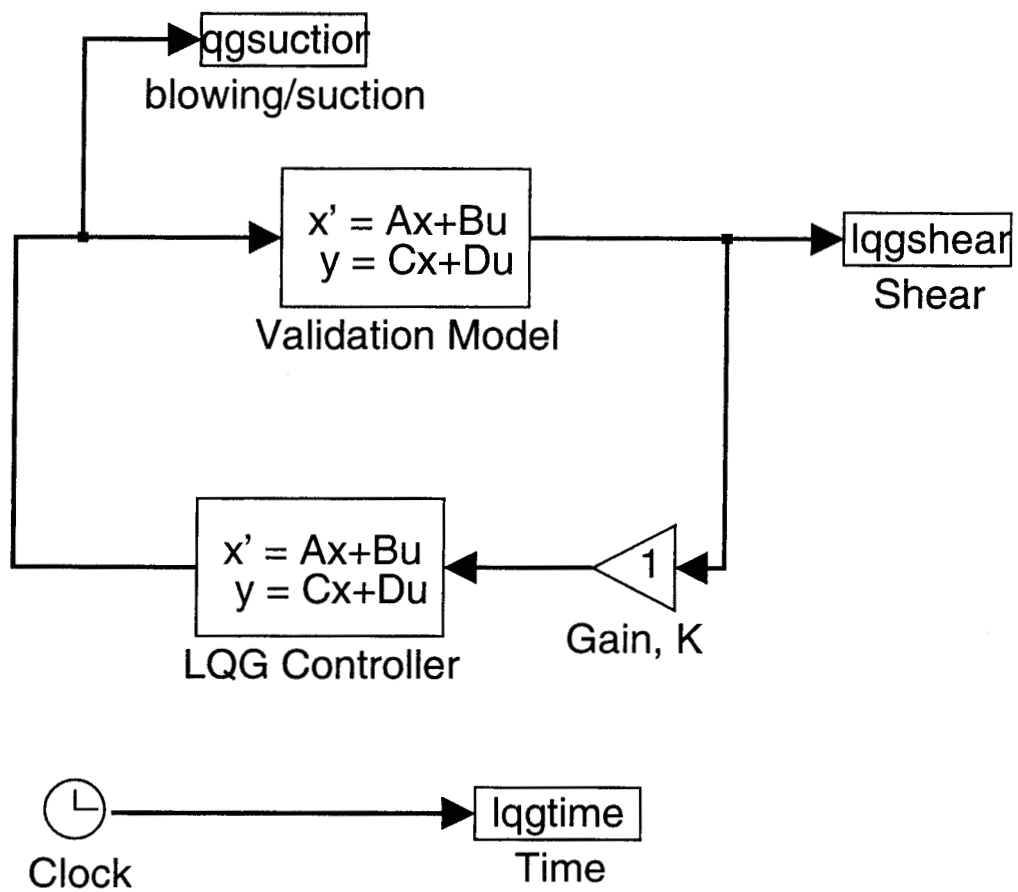 qgsuction
blowing/suction
x' = Ax+Bu
y = Cx+Du
Validation Model
lqgshear
Shear
x' = Ax+Bu
y = Cx+Du
LQG Controller
1
Gain, K
Clock
lqgtime
Time